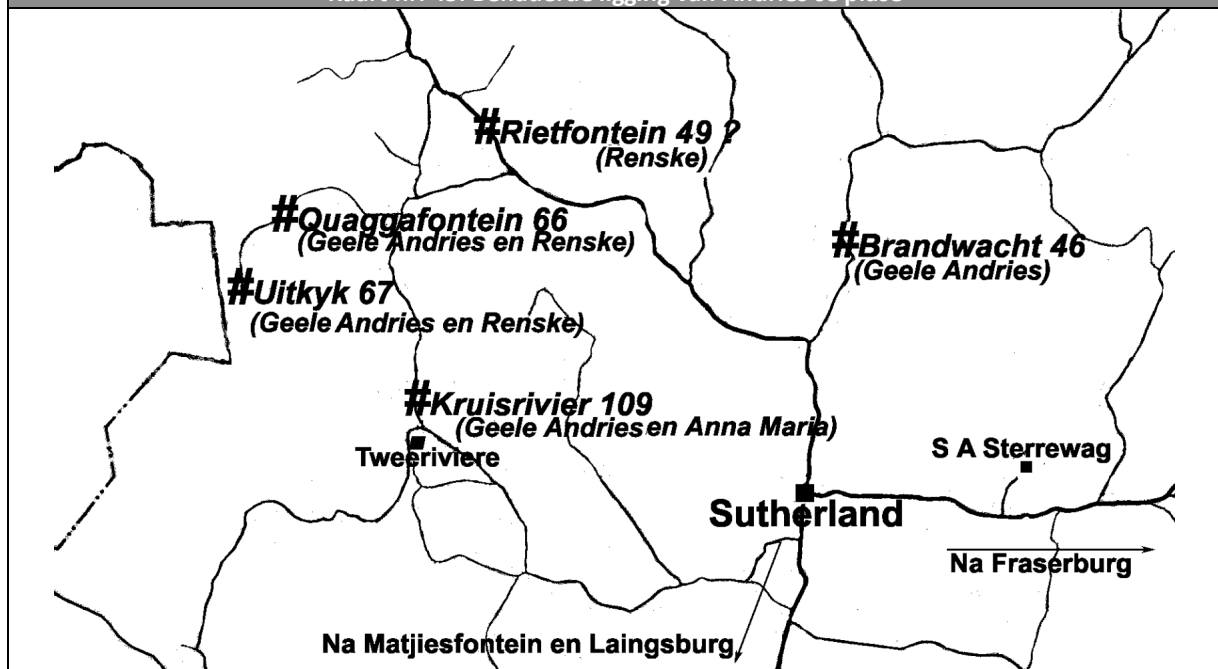 #Rietfontein 49 ?
(Renske)
#Quaggafontein 66
(Geele Andries en Renske)
#Brandwacht 46
(Geele Andries)
#Uitkyk 67
(Geele Andries en Renske)
#Kruisrivier 109
(Geele Andries en Anna Maria)
Tweeriviere
S A Sterrewag
Sutherland
Na Fraserburg
Na Matjiesfontein en Laingsburg